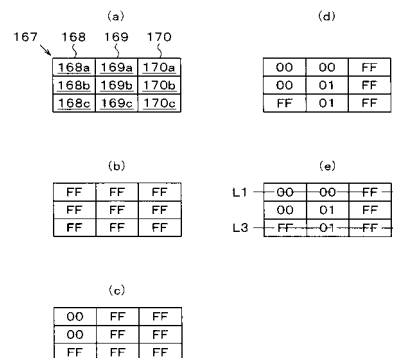 (a)
167 168 169 170
168a 169a 170a
168b 169b 170b
168c 169c 170c
(b)
FF FF FF
FF FF FF
FF FF FF
(c)
00 FF FF
00 FF FF
FF FF FF
(d)
00 00 FF
00 01 FF
FF 01 FF
(e)
L1 00 00 FF
00 01 FF
L3 FF 01 FF